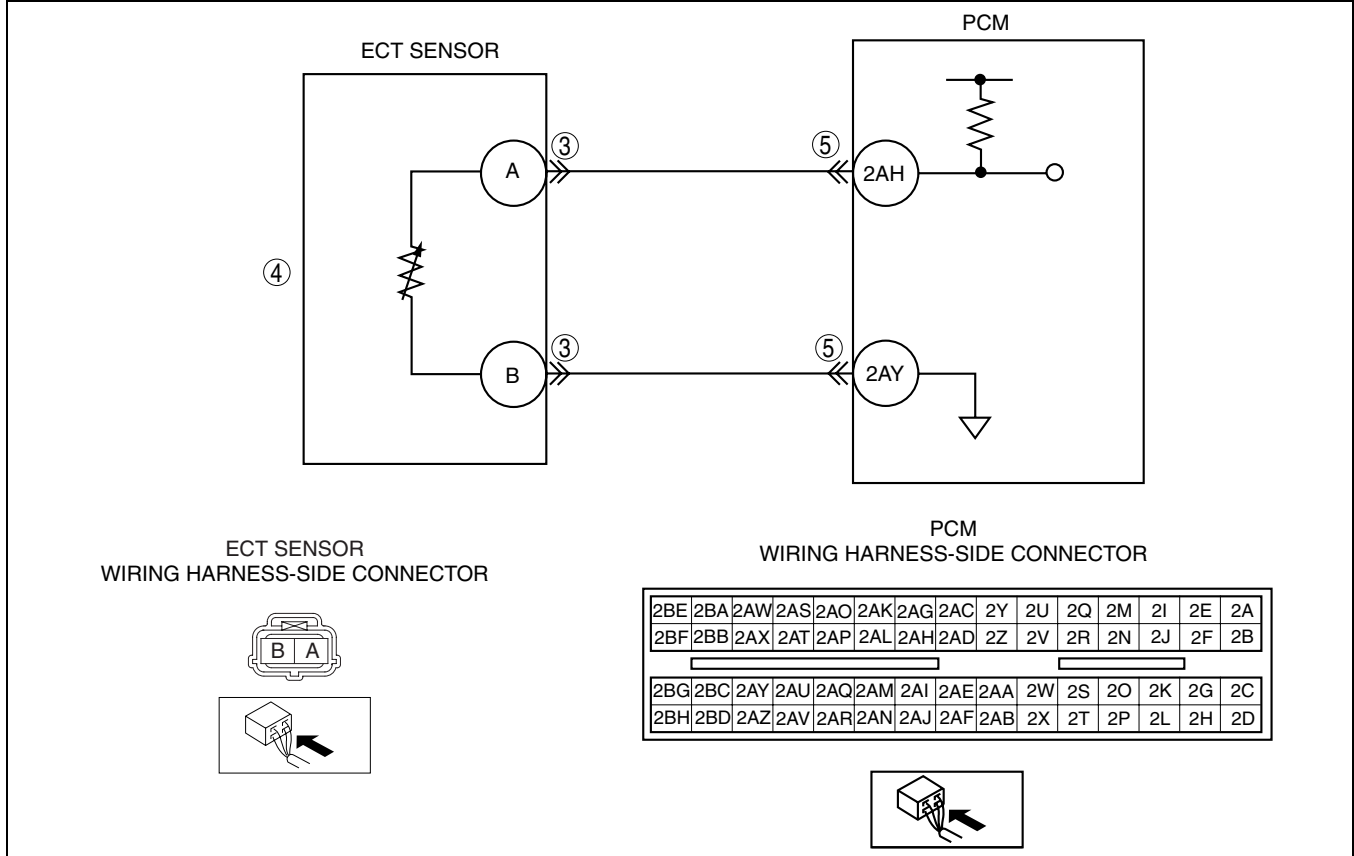 PCM
ECT SENSOR
A
③
⑤
2AH
④
B
③
⑤
2AY
ECT SENSOR
WIRING HARNESS-SIDE CONNECTOR
B A
PCM
WIRING HARNESS-SIDE CONNECTOR
2BE 2BA 2AW 2AS 2AO 2AK 2AG 2AC 2Y 2U 2Q 2M 2I 2E 2A
2BF 2BB 2AX 2AT 2AP 2AL 2AH 2AD 2Z 2V 2R 2N 2J 2F 2B
2BG 2BC 2AY 2AU 2AQ 2AM 2AI 2AE 2AA 2W 2S 2O 2K 2G 2C
2BH 2BD 2AZ 2AV 2AR 2AN 2AJ 2AF 2AB 2X 2T 2P 2L 2H 2D